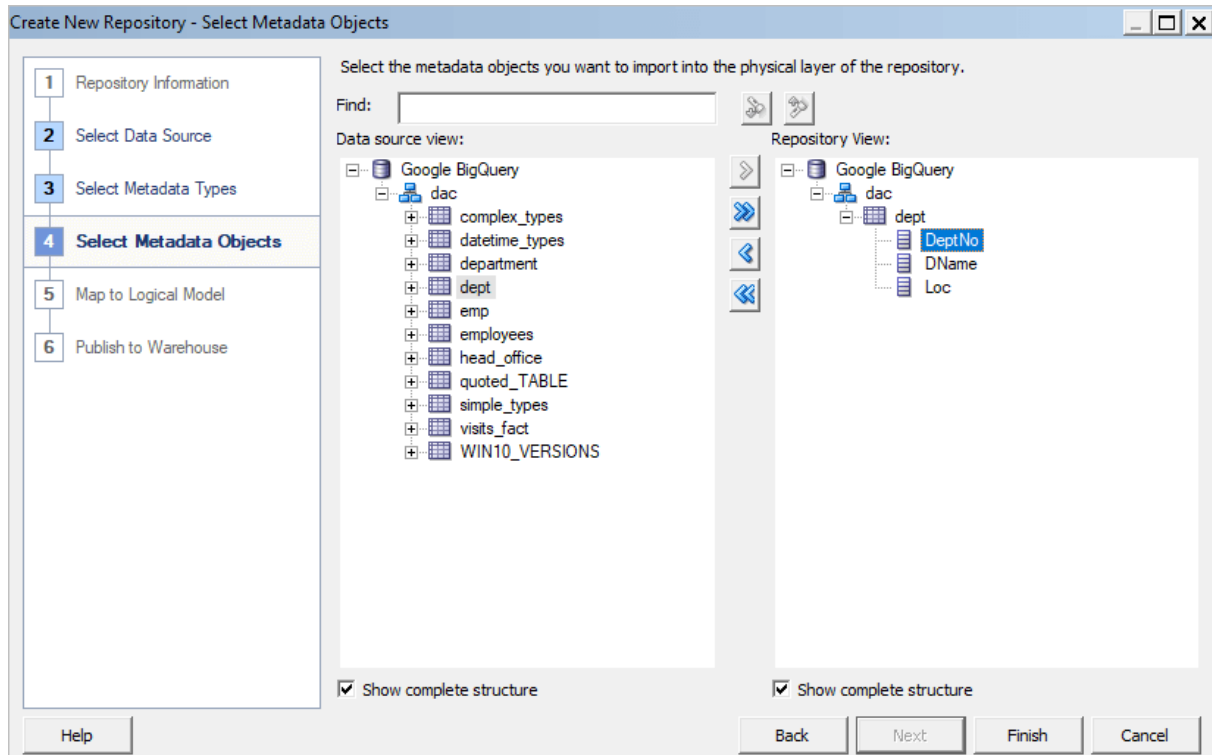 Create New Repository - Select Metadata Objects
1 Repository Information
2 Select Data Source
3 Select Metadata Types
4 Select Metadata Objects
5 Map to Logical Model
6 Publish to Warehouse
Select the metadata objects you want to import into the physical layer of the repository.
Find:
Data source view:
Google BigQuery
dac
complex_types
datetime_types
department
dept
emp
employees
head_office
quoted_TABLE
simple_types
visits_fact
WIN10_VERSIONS
Show complete structure
Repository View:
Google BigQuery
dac
dept
DeptNo
DName
Loc
Show complete structure
Help
Back
Next
Finish
Cancel